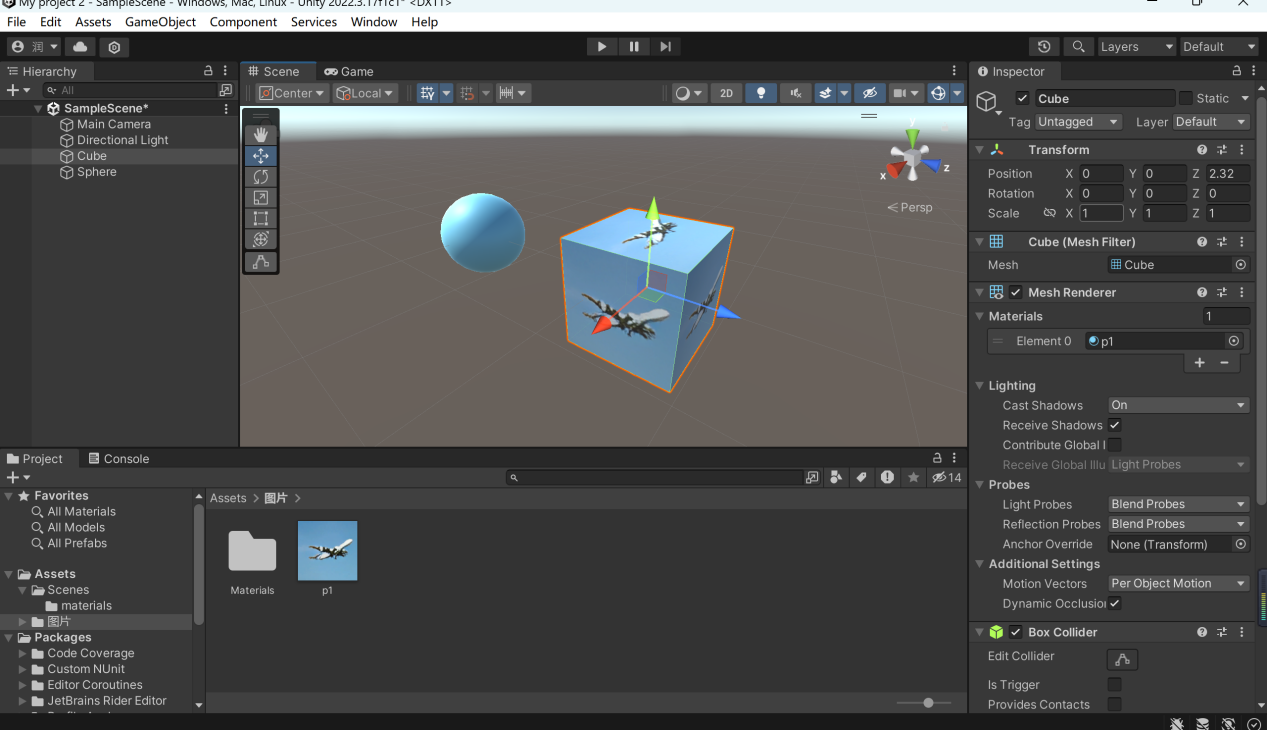 My project 2 - SampleScene - Windows, Mac, Linux - Unity 2022.3.17f1c1* <DX11>
File Edit Assets GameObject Component Services Window Help
润 Layers Default
Hierarchy
All
SampleScene*
Main Camera
Directional Light
Cube
Sphere
Scene Game
Center Local 2D
y
x z
Persp
Inspector
Cube Static
Tag Untagged Layer Default
Transform
Position X 0 Y 0 Z 2.32
Rotation X 0 Y 0 Z 0
Scale X 1 Y 1 Z 1
Cube (Mesh Filter)
Mesh Cube
Mesh Renderer
Materials 1
Element 0 p1
+ −
Lighting
Cast Shadows On
Receive Shadows
Contribute Global I
Receive Global Illu Light Probes
Probes
Light Probes Blend Probes
Reflection Probes Blend Probes
Anchor Override None (Transform)
Additional Settings
Motion Vectors Per Object Motion
Dynamic Occlusion
Box Collider
Edit Collider
Is Trigger
Provides Contacts
Project Console
14
Favorites
All Materials
All Models
All Prefabs
Assets
Scenes
materials
图片
Packages
Code Coverage
Custom NUnit
Editor Coroutines
JetBrains Rider Editor
Assets > 图片 >
Materials p1